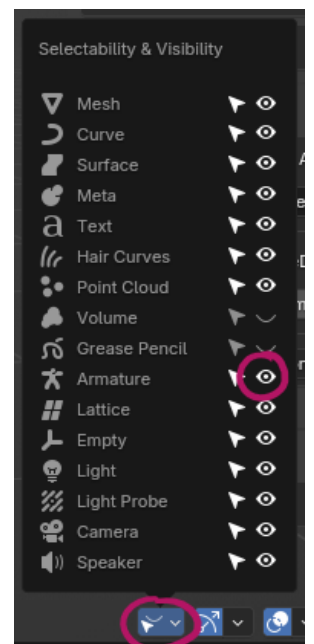 Selectability & Visibility
Mesh
Curve
Surface
Meta
Text
Hair Curves
Point Cloud
Volume
Grease Pencil
Armature
Lattice
Empty
Light
Light Probe
Camera
Speaker